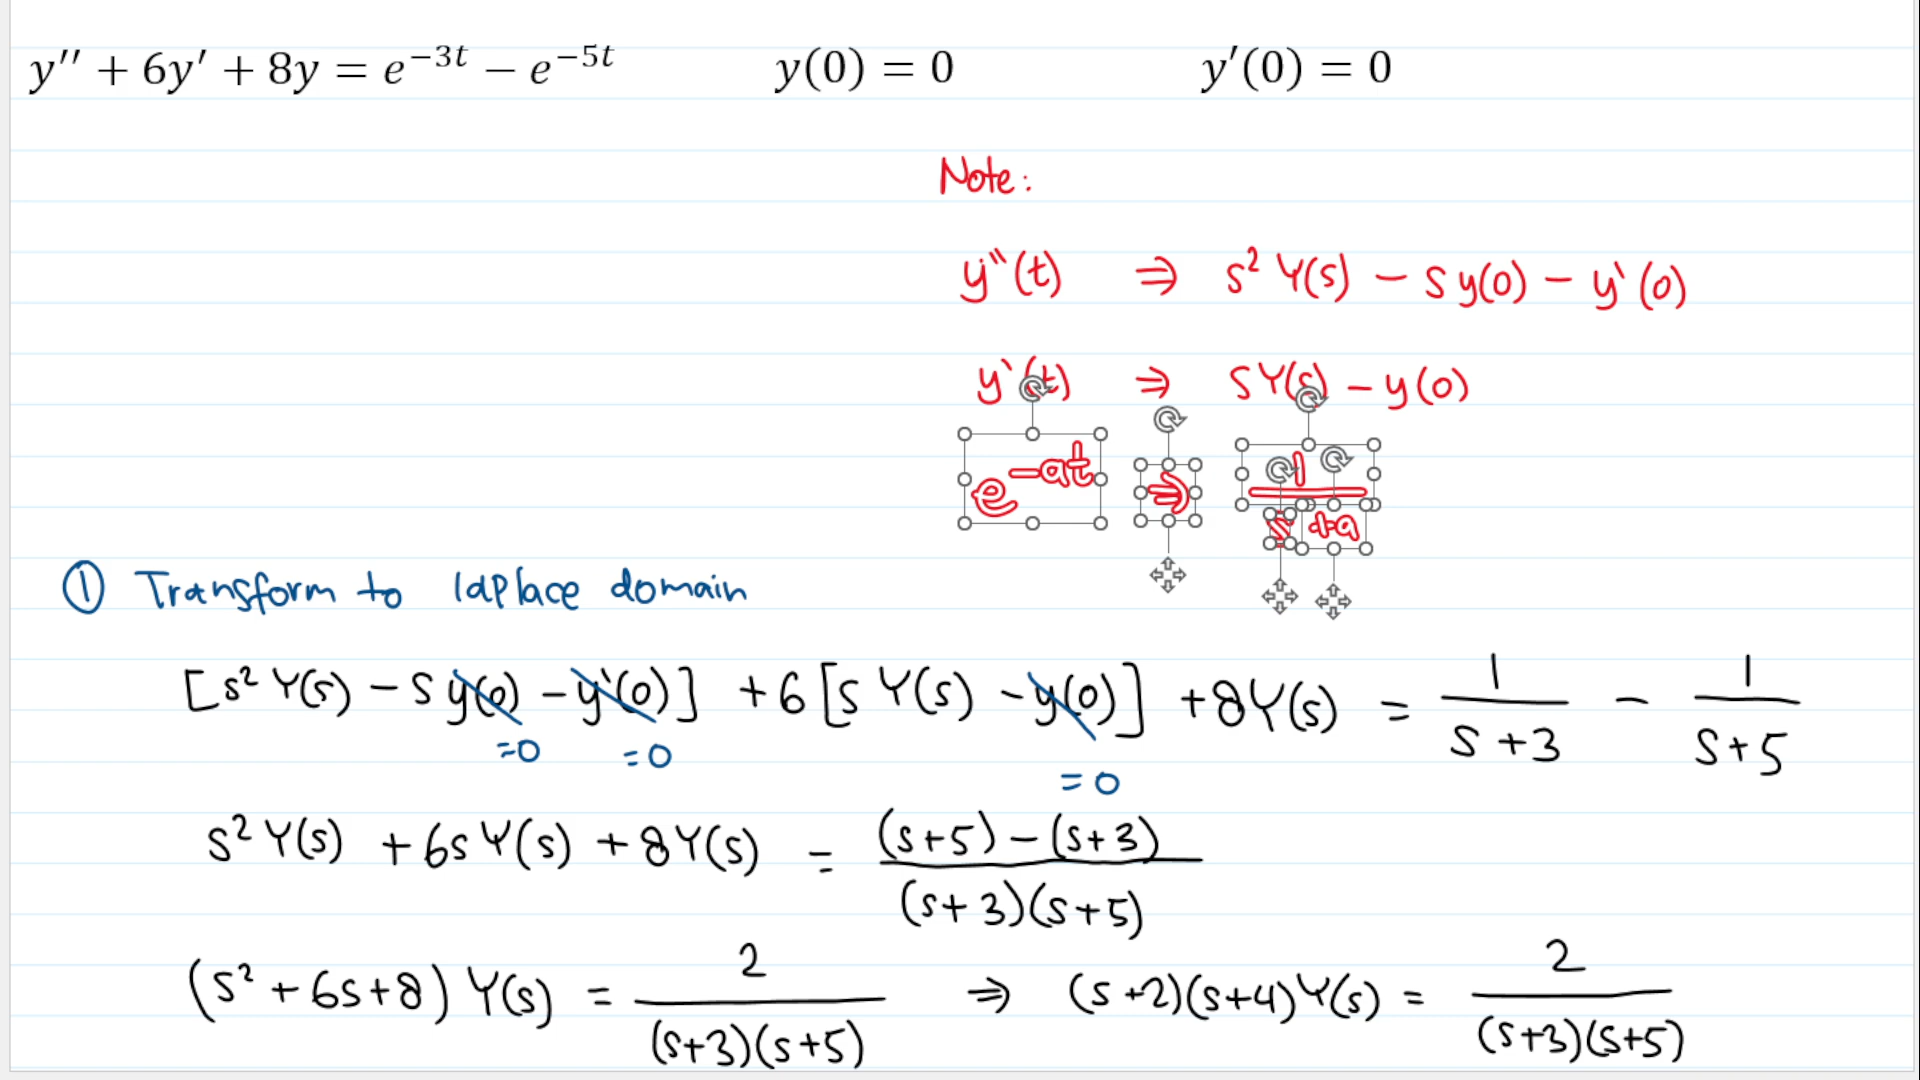 y″ + 6y′ + 8y = e^{−3t} − e^{−5t}    y(0) = 0    y′(0) = 0
Note:
y"(t) ⇒ s² Y(s) − s y(0) − y'(0)
y'(t) ⇒ sY(s) − y(0)
e^{−at} ⇒ 1/(s+a)
① Transform to laplace domain
[s² Y(s) − s y(0) − y'(0)] + 6[s Y(s) − y(0)] + 8Y(s) = 1/(s+3) − 1/(s+5)
=0 =0 =0
s² Y(s) + 6s Y(s) + 8Y(s) = ((s+5) − (s+3))/((s+3)(s+5))
(s² + 6s + 8) Y(s) = 2/((s+3)(s+5)) ⇒ (s+2)(s+4)Y(s) = 2/((s+3)(s+5))